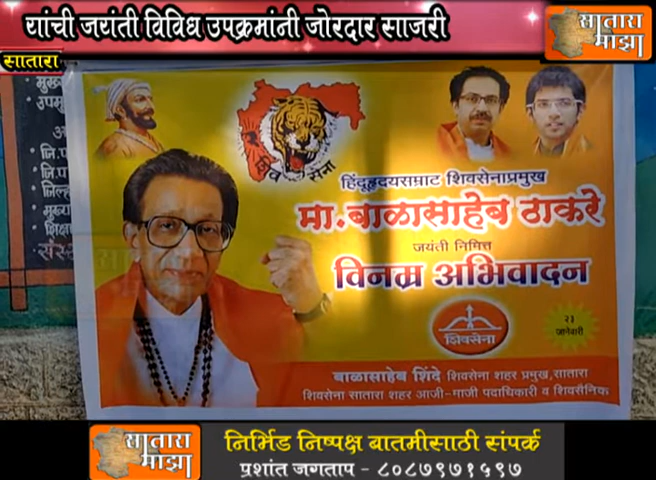 यांची जयंती विविध उपक्रमांनी जोरदार साजरी
सातारा
माझा
सातारा
मुख्य
उपमु
जि.प
जि.प
जिल्ह
मुख्या
शिक्ष
संस्
शिव सेना
हिंदूहृदयसम्राट शिवसेनाप्रमुख
मा.बाळासाहेब ठाकरे
जयंती निमित्त
विनम्र अभिवादन
शिवसेना
२३
जानेवारी
बाळासाहेब शिंदे शिवसेना शहर प्रमुख,सातारा
शिवसेना सातारा शहर आजी-माजी पदाधिकारी व शिवसैनिक
सातारा
माझा
निर्भिड निष्पक्ष बातमीसाठी संपर्क
प्रशांत जगताप - ८०८७९७१५९७